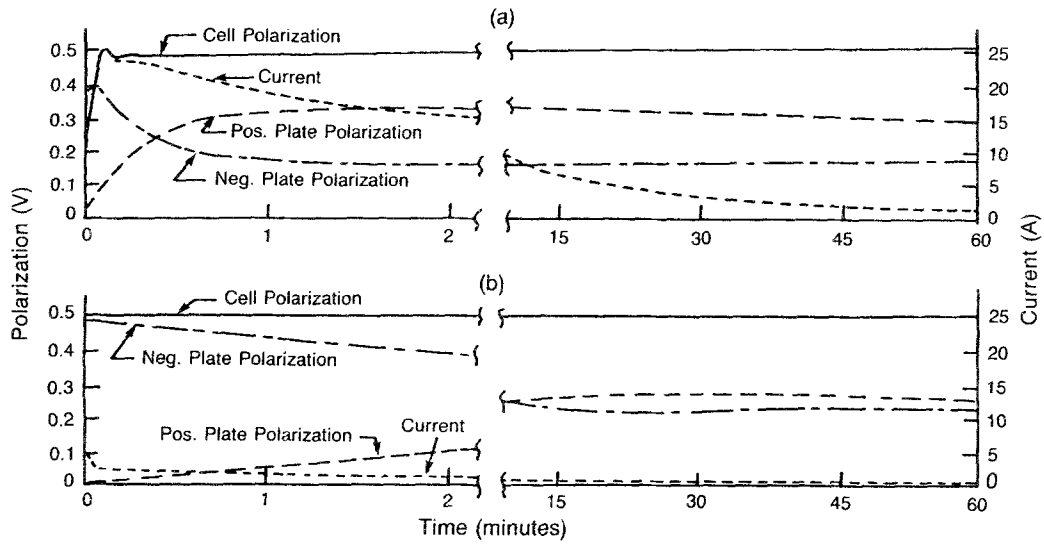 (a)
0.5
0.4
0.3
0.2
0.1
0
25
20
15
10
5
0
Cell Polarization
Current
Pos. Plate Polarization
Neg. Plate Polarization
0 1 2 15 30 45 60
Polarization (V)
Current (A)
(b)
0.5
0.4
0.3
0.2
0.1
0
25
20
15
10
5
0
Cell Polarization
Neg. Plate Polarization
Pos. Plate Polarization
Current
0 1 2 15 30 45 60
Time (minutes)